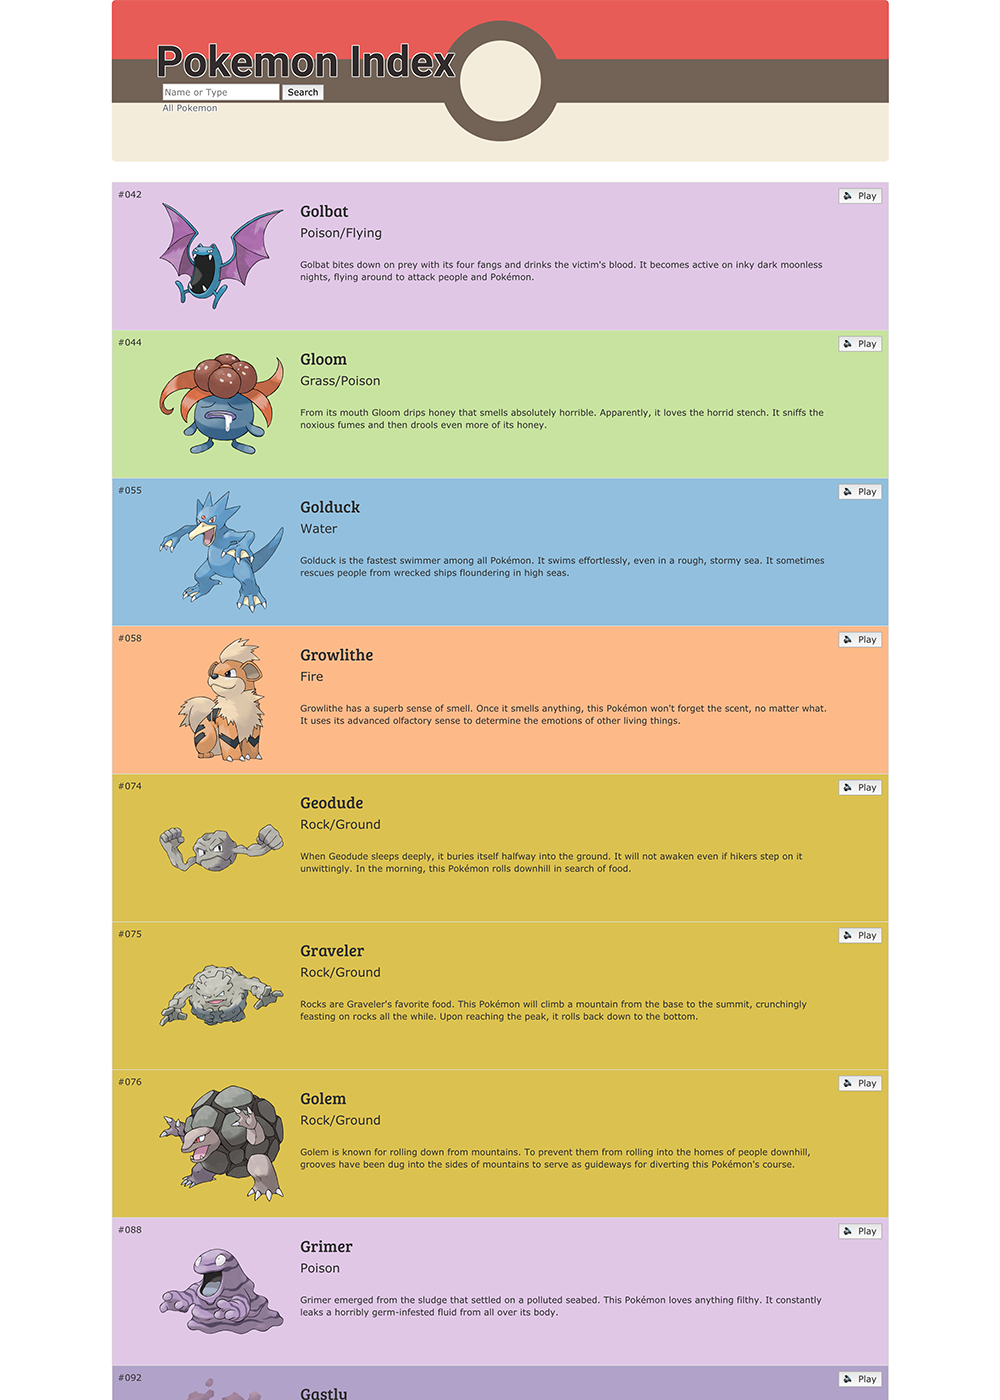 Pokemon Index
Name or Type
Search
All Pokemon
#042
Play
Golbat
Poison/Flying
Golbat bites down on prey with its four fangs and drinks the victim's blood. It becomes active on inky dark moonless
nights, flying around to attack people and Pokémon.
#044
Play
Gloom
Grass/Poison
From its mouth Gloom drips honey that smells absolutely horrible. Apparently, it loves the horrid stench. It sniffs the
noxious fumes and then drools even more of its honey.
#055
Play
Golduck
Water
Golduck is the fastest swimmer among all Pokémon. It swims effortlessly, even in a rough, stormy sea. It sometimes
rescues people from wrecked ships floundering in high seas.
#058
Play
Growlithe
Fire
Growlithe has a superb sense of smell. Once it smells anything, this Pokémon won't forget the scent, no matter what.
It uses its advanced olfactory sense to determine the emotions of other living things.
#074
Play
Geodude
Rock/Ground
When Geodude sleeps deeply, it buries itself halfway into the ground. It will not awaken even if hikers step on it
unwittingly. In the morning, this Pokémon rolls downhill in search of food.
#075
Play
Graveler
Rock/Ground
Rocks are Graveler's favorite food. This Pokémon will climb a mountain from the base to the summit, crunchingly
feasting on rocks all the while. Upon reaching the peak, it rolls back down to the bottom.
#076
Play
Golem
Rock/Ground
Golem is known for rolling down from mountains. To prevent them from rolling into the homes of people downhill,
grooves have been dug into the sides of mountains to serve as guideways for diverting this Pokémon's course.
#088
Play
Grimer
Poison
Grimer emerged from the sludge that settled on a polluted seabed. This Pokémon loves anything filthy. It constantly
leaks a horribly germ-infested fluid from all over its body.
#092
Play
Gastly